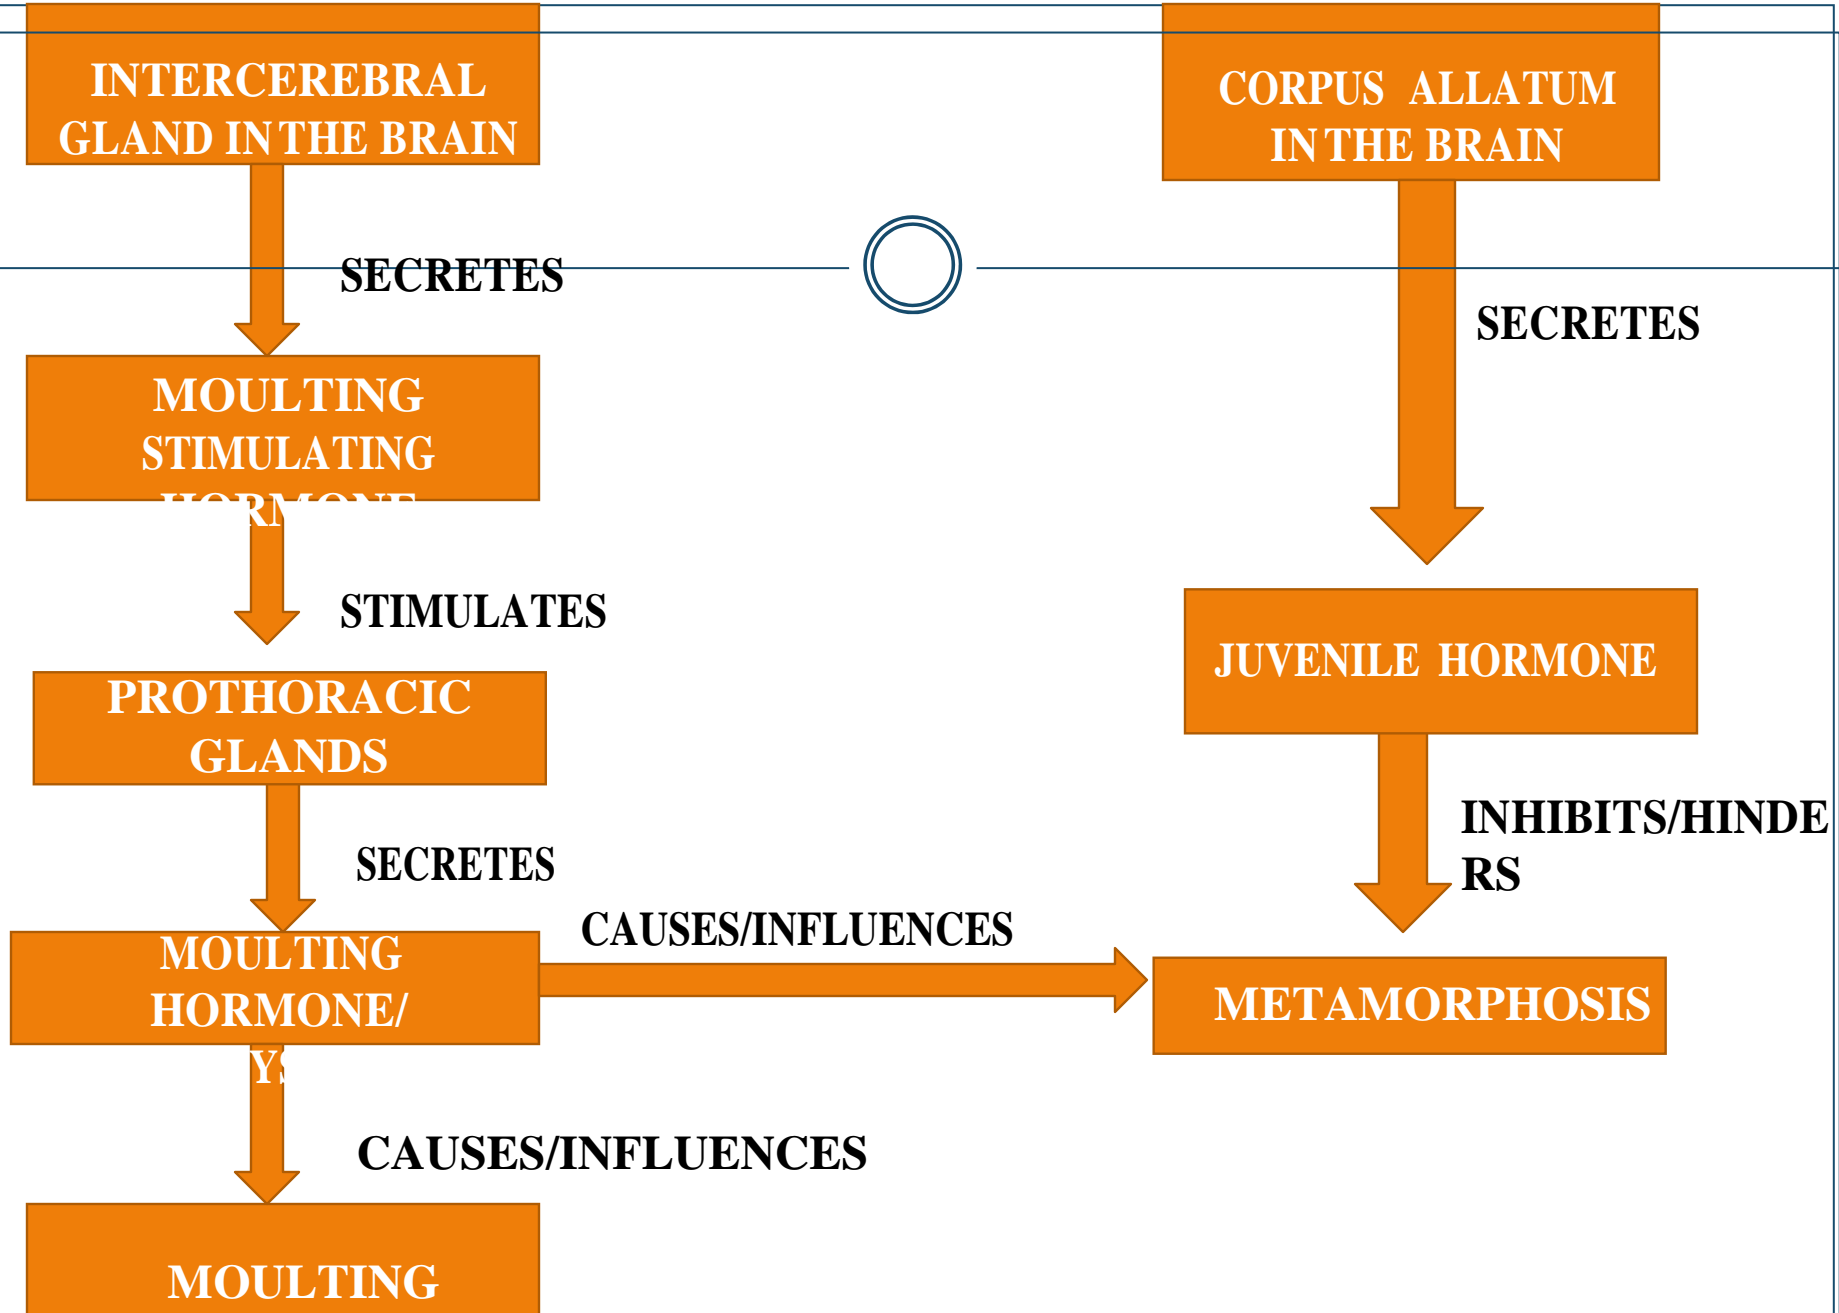 INTERCEREBRAL
GLAND IN THE BRAIN
CORPUS ALLATUM
IN THE BRAIN
SECRETES
SECRETES
MOULTING
STIMULATING
HORMONE
STIMULATES
JUVENILE HORMONE
PROTHORACIC
GLANDS
INHIBITS/HINDE
RS
SECRETES
CAUSES/INFLUENCES
MOULTING
HORMONE/
METAMORPHOSIS
CAUSES/INFLUENCES
MOULTING